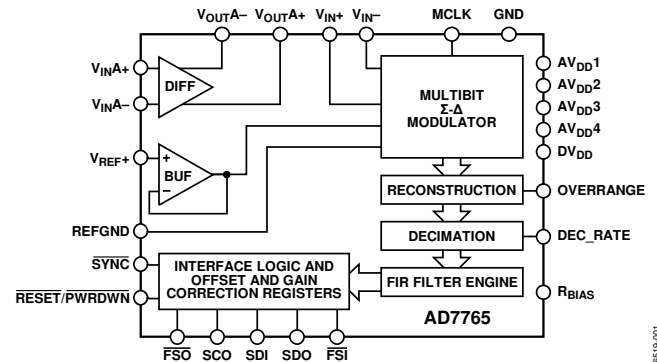 VOUTA– VOUTA+ VIN+ VIN– MCLK GND
VINA+
DIFF
VINA–
AVDD1
AVDD2
AVDD3
AVDD4
DVDD
MULTIBIT
Σ-Δ
MODULATOR
VREF+
+
BUF
–
RECONSTRUCTION
OVERRANGE
REFGND
DECIMATION
DEC_RATE
SYNC
RESET/PWRDWN
INTERFACE LOGIC AND
OFFSET AND GAIN
CORRECTION REGISTERS
FIR FILTER ENGINE
RBIAS
AD7765
FSO SCO SDI SDO FSI